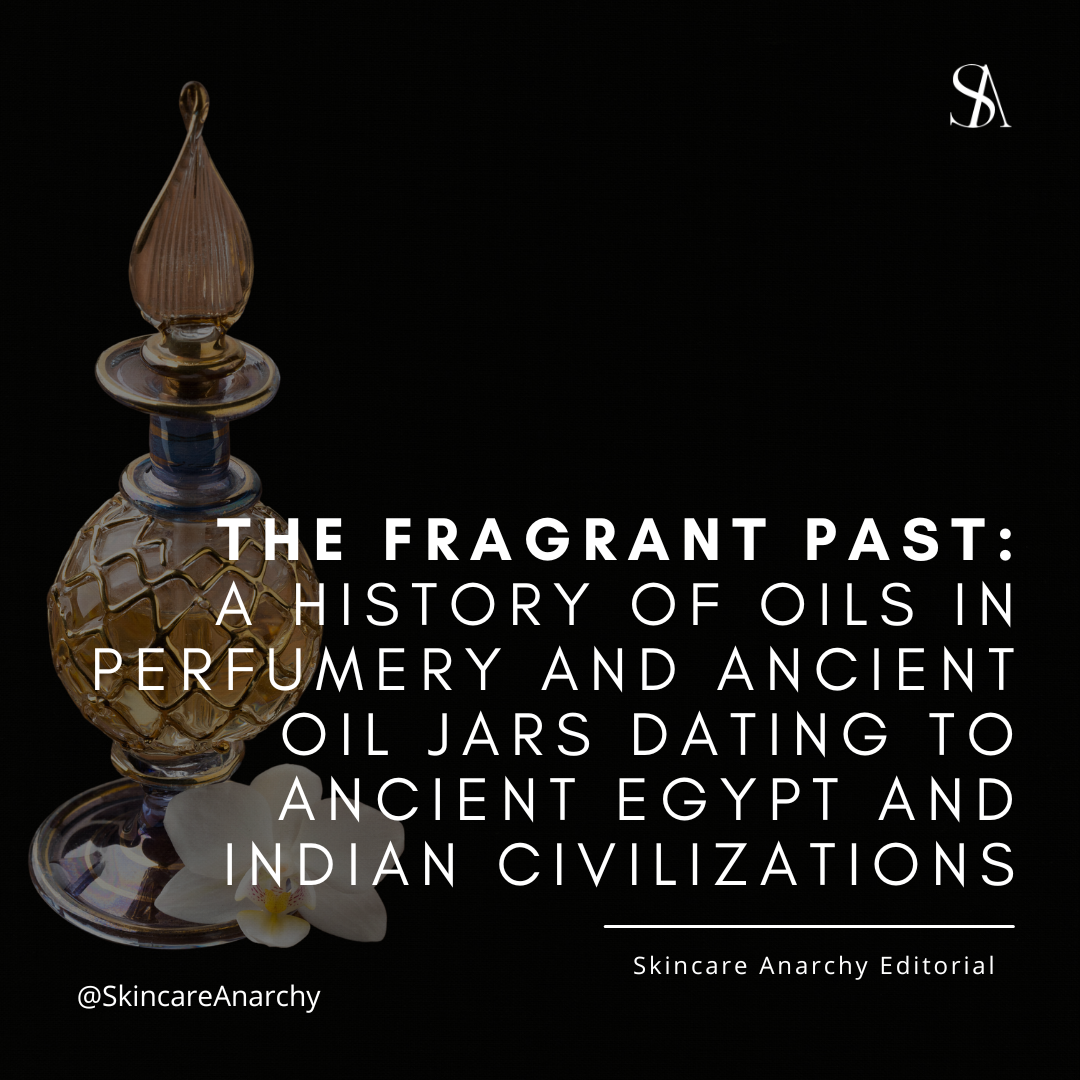 SA
THE FRAGRANT PAST:
A HISTORY OF OILS IN
PERFUMERY AND ANCIENT
OIL JARS DATING TO
ANCIENT EGYPT AND
INDIAN CIVILIZATIONS
Skincare Anarchy Editorial
@SkincareAnarchy